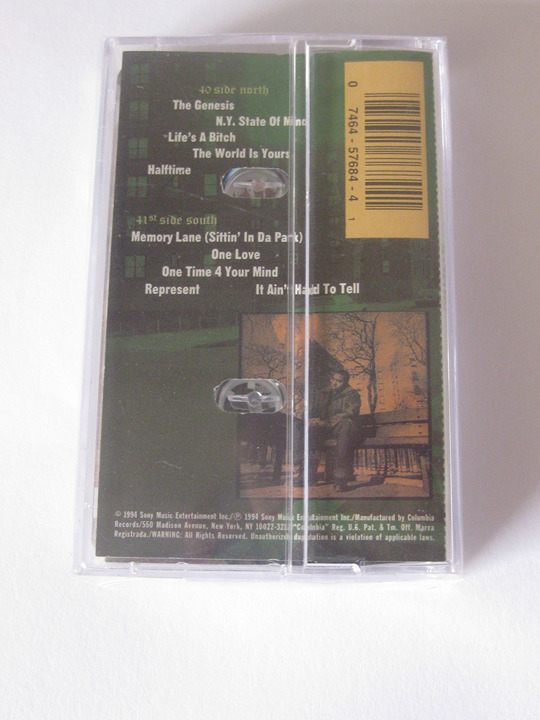 40 side north
The Genesis
N.Y. State Of Mind
Life's A Bitch
The World Is Yours
Halftime
41st side south
Memory Lane (Sittin' In Da Park)
One Love
One Time 4 Your Mind
Represent It Ain't Hard To Tell
0 7464-57684-4 1
© 1994 Sony Music Entertainment Inc./℗ 1994 Sony Music Entertainment Inc./Manufactured by Columbia
Records/550 Madison Avenue, New York, NY 10022-3211/"Columbia" Reg. U.S. Pat. & Tm. Off. Marca
Registrada./WARNING: All Rights Reserved. Unauthorized duplication is a violation of applicable laws.